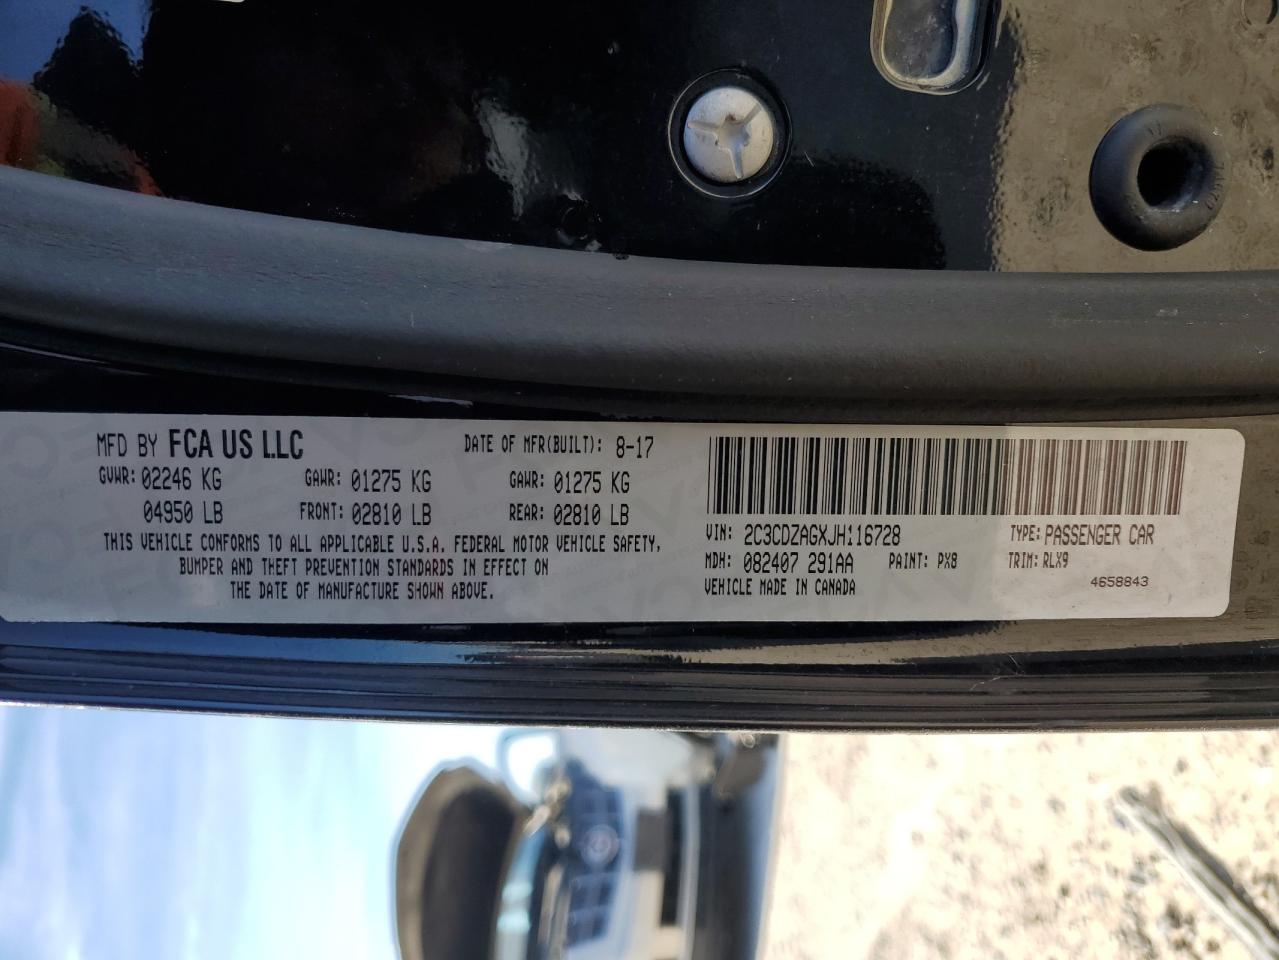 MFD BY FCA US LLC DATE OF MFR(BUILT): 8-17
GVWR: 02246 KG GAWR: 01275 KG GAWR: 01275 KG
04950 LB FRONT: 02810 LB REAR: 02810 LB
THIS VEHICLE CONFORMS TO ALL APPLICABLE U.S.A. FEDERAL MOTOR VEHICLE SAFETY,
BUMPER AND THEFT PREVENTION STANDARDS IN EFFECT ON
THE DATE OF MANUFACTURE SHOWN ABOVE.
VIN: 2C3CDZAGXJH116728 TYPE: PASSENGER CAR
MDH: 082407 291AA PAINT: PX8 TRIM: RLX9
VEHICLE MADE IN CANADA 4658843